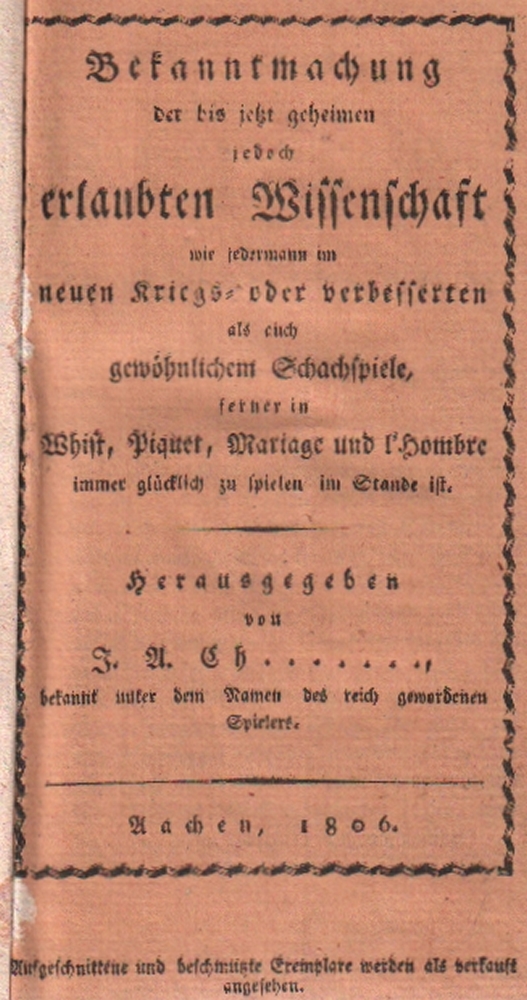 Bekanntmachung
der bis jetzt geheimen
jedoch
erlaubten Wissenschaft
wie jedermann im
neuen Kriegs- oder verbesserten
als auch
gewöhnlichem Schachspiele,
ferner in
Whist, Piquet, Mariage und l'Hombre
immer glücklich zu spielen im Stande ist.
Herausgegeben
von
J. A. Ch . . . . . . . .,
bekannt unter dem Namen des reich gewordenen
Spielers.
Aachen, 1806.
Aufgeschnittene und beschmutzte Exemplare werden als verkauft
angesehen.